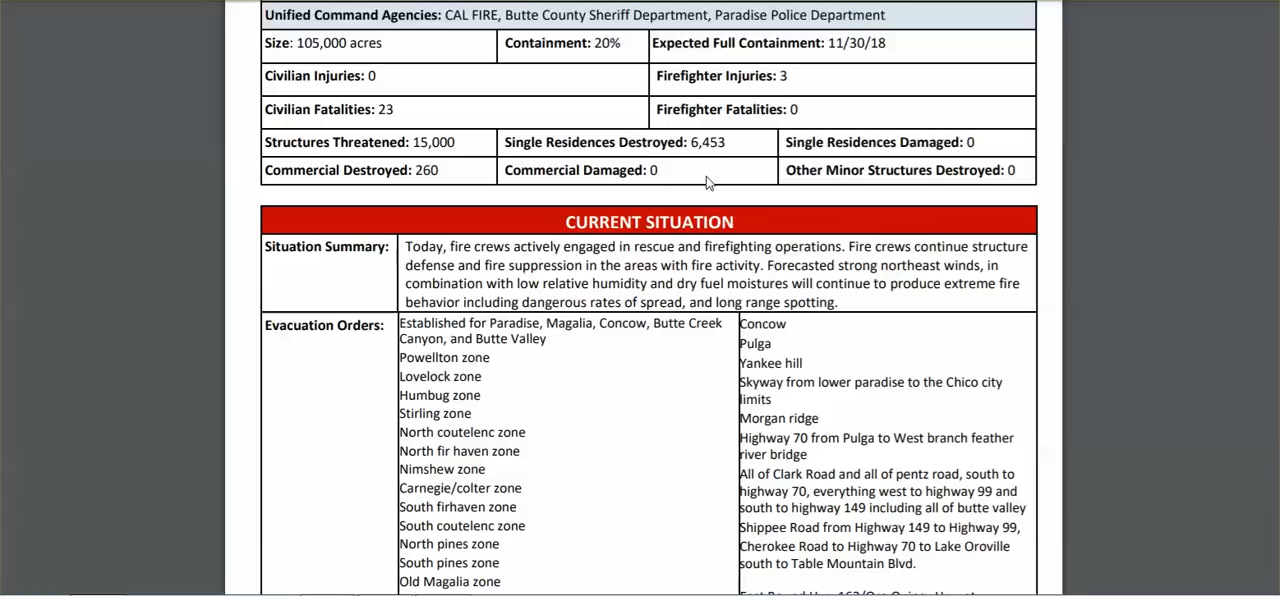 Unified Command Agencies: CAL FIRE, Butte County Sheriff Department, Paradise Police Department
Size: 105,000 acres
Containment: 20%
Expected Full Containment: 11/30/18
Civilian Injuries: 0
Firefighter Injuries: 3
Civilian Fatalities: 23
Firefighter Fatalities: 0
Structures Threatened: 15,000
Single Residences Destroyed: 6,453
Single Residences Damaged: 0
Commercial Destroyed: 260
Commercial Damaged: 0
Other Minor Structures Destroyed: 0
CURRENT SITUATION
Situation Summary:
Today, fire crews actively engaged in rescue and firefighting operations. Fire crews continue structure
defense and fire suppression in the areas with fire activity. Forecasted strong northeast winds, in
combination with low relative humidity and dry fuel moistures will continue to produce extreme fire
behavior including dangerous rates of spread, and long range spotting.
Evacuation Orders:
Established for Paradise, Magalia, Concow, Butte Creek
Canyon, and Butte Valley
Powellton zone
Lovelock zone
Humbug zone
Stirling zone
North coutelenc zone
North fir haven zone
Nimshew zone
Carnegie/colter zone
South firhaven zone
South coutelenc zone
North pines zone
South pines zone
Old Magalia zone
Concow
Pulga
Yankee hill
Skyway from lower paradise to the Chico city
limits
Morgan ridge
Highway 70 from Pulga to West branch feather
river bridge
All of Clark Road and all of pentz road, south to
highway 70, everything west to highway 99 and
south to highway 149 including all of butte valley
Shippee Road from Highway 149 to Highway 99,
Cherokee Road to Highway 70 to Lake Oroville
south to Table Mountain Blvd.